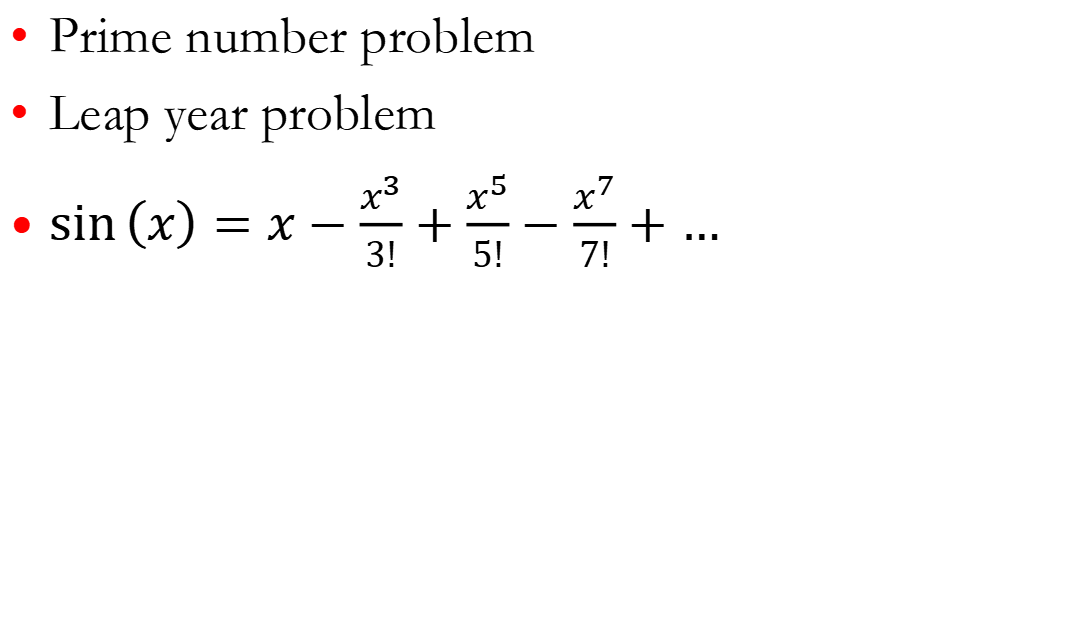 • Prime number problem
• Leap year problem
• sin (x) = x − x³/3! + x⁵/5! − x⁷/7! + …